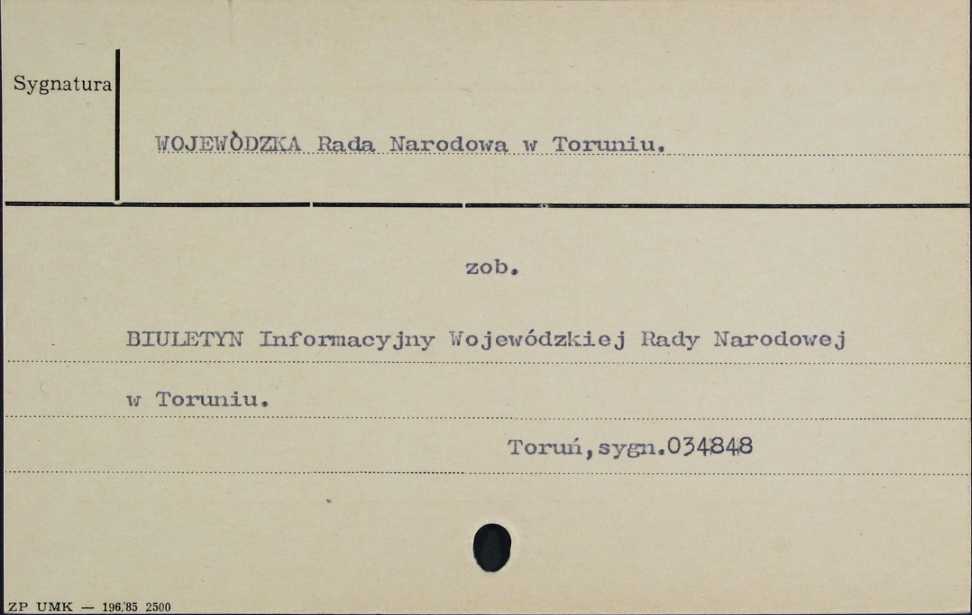 Sygnatura
WOJEWÒDZKA Rada Narodowa w Toruniu.
zob.
BIULETYN Informacyjny Wojewódzkiej Rady Narodowej
w Toruniu.
Toruń,sygn.034848
ZP UMK — 196/85 2500